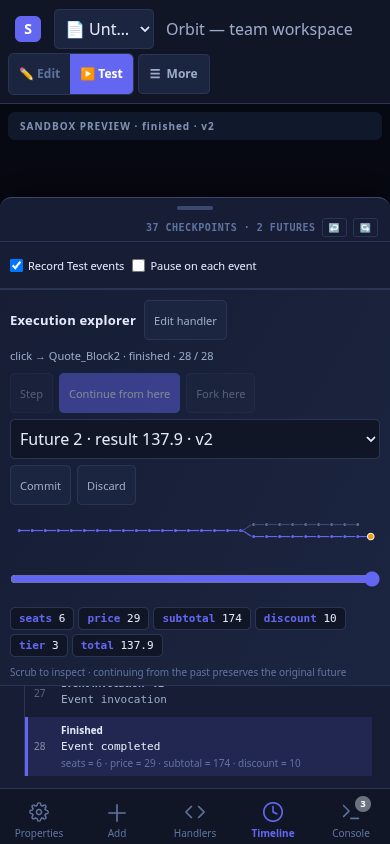 S
Unt...
Orbit — team workspace
Edit
Test
More
SANDBOX PREVIEW · finished · v2
37 CHECKPOINTS · 2 FUTURES
Record Test events
Pause on each event
Execution explorer
Edit handler
click → Quote_Block2 · finished · 28 / 28
Step
Continue from here
Fork here
Future 2 · result 137.9 · v2
Commit
Discard
seats 6
price 29
subtotal 174
discount 10
tier 3
total 137.9
Scrub to inspect · continuing from the past preserves the original future
27
Event invocation
Finished
28
Event completed
seats = 6 · price = 29 · subtotal = 174 · discount = 10
3
Properties
Add
Handlers
Timeline
Console